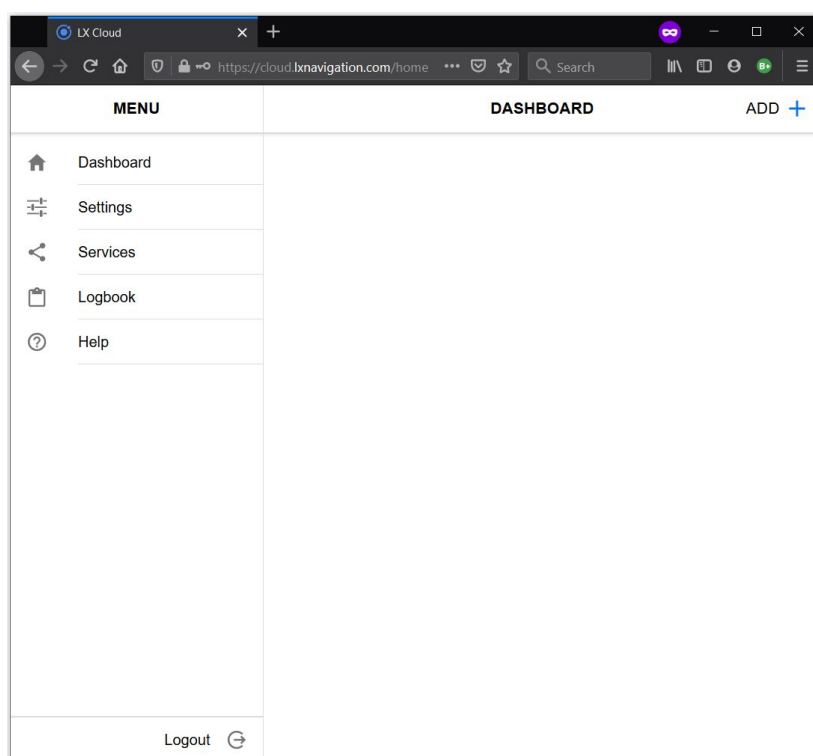 LX Cloud
https://cloud.lxnavigation.com/home
Search
B+
MENU
DASHBOARD
ADD
Dashboard
Settings
Services
Logbook
Help
Logout